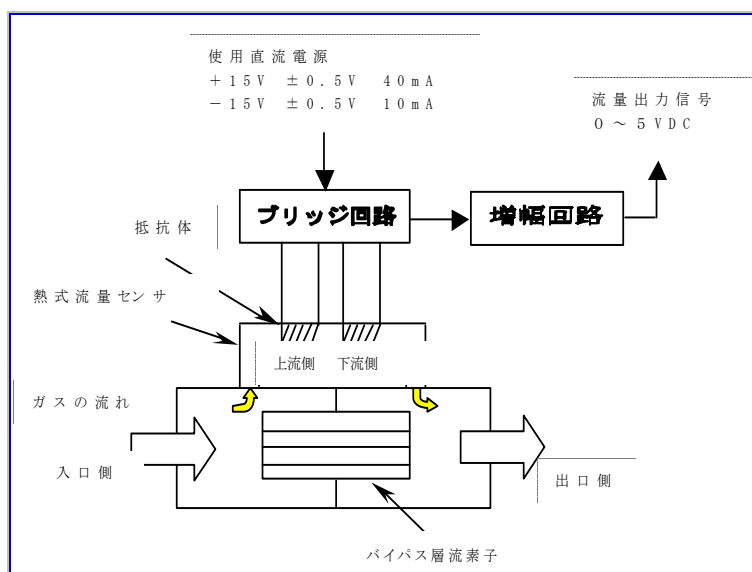 使用直流電源
＋１５Ｖ ±０.５Ｖ ４０ｍＡ
－１５Ｖ ±０.５Ｖ １０ｍＡ
流量出力信号
０～５ＶＤＣ
ブリッジ回路
増幅回路
抵抗体
熱式流量センサ
上流側 下流側
ガスの流れ
入口側
出口側
バイパス層流素子